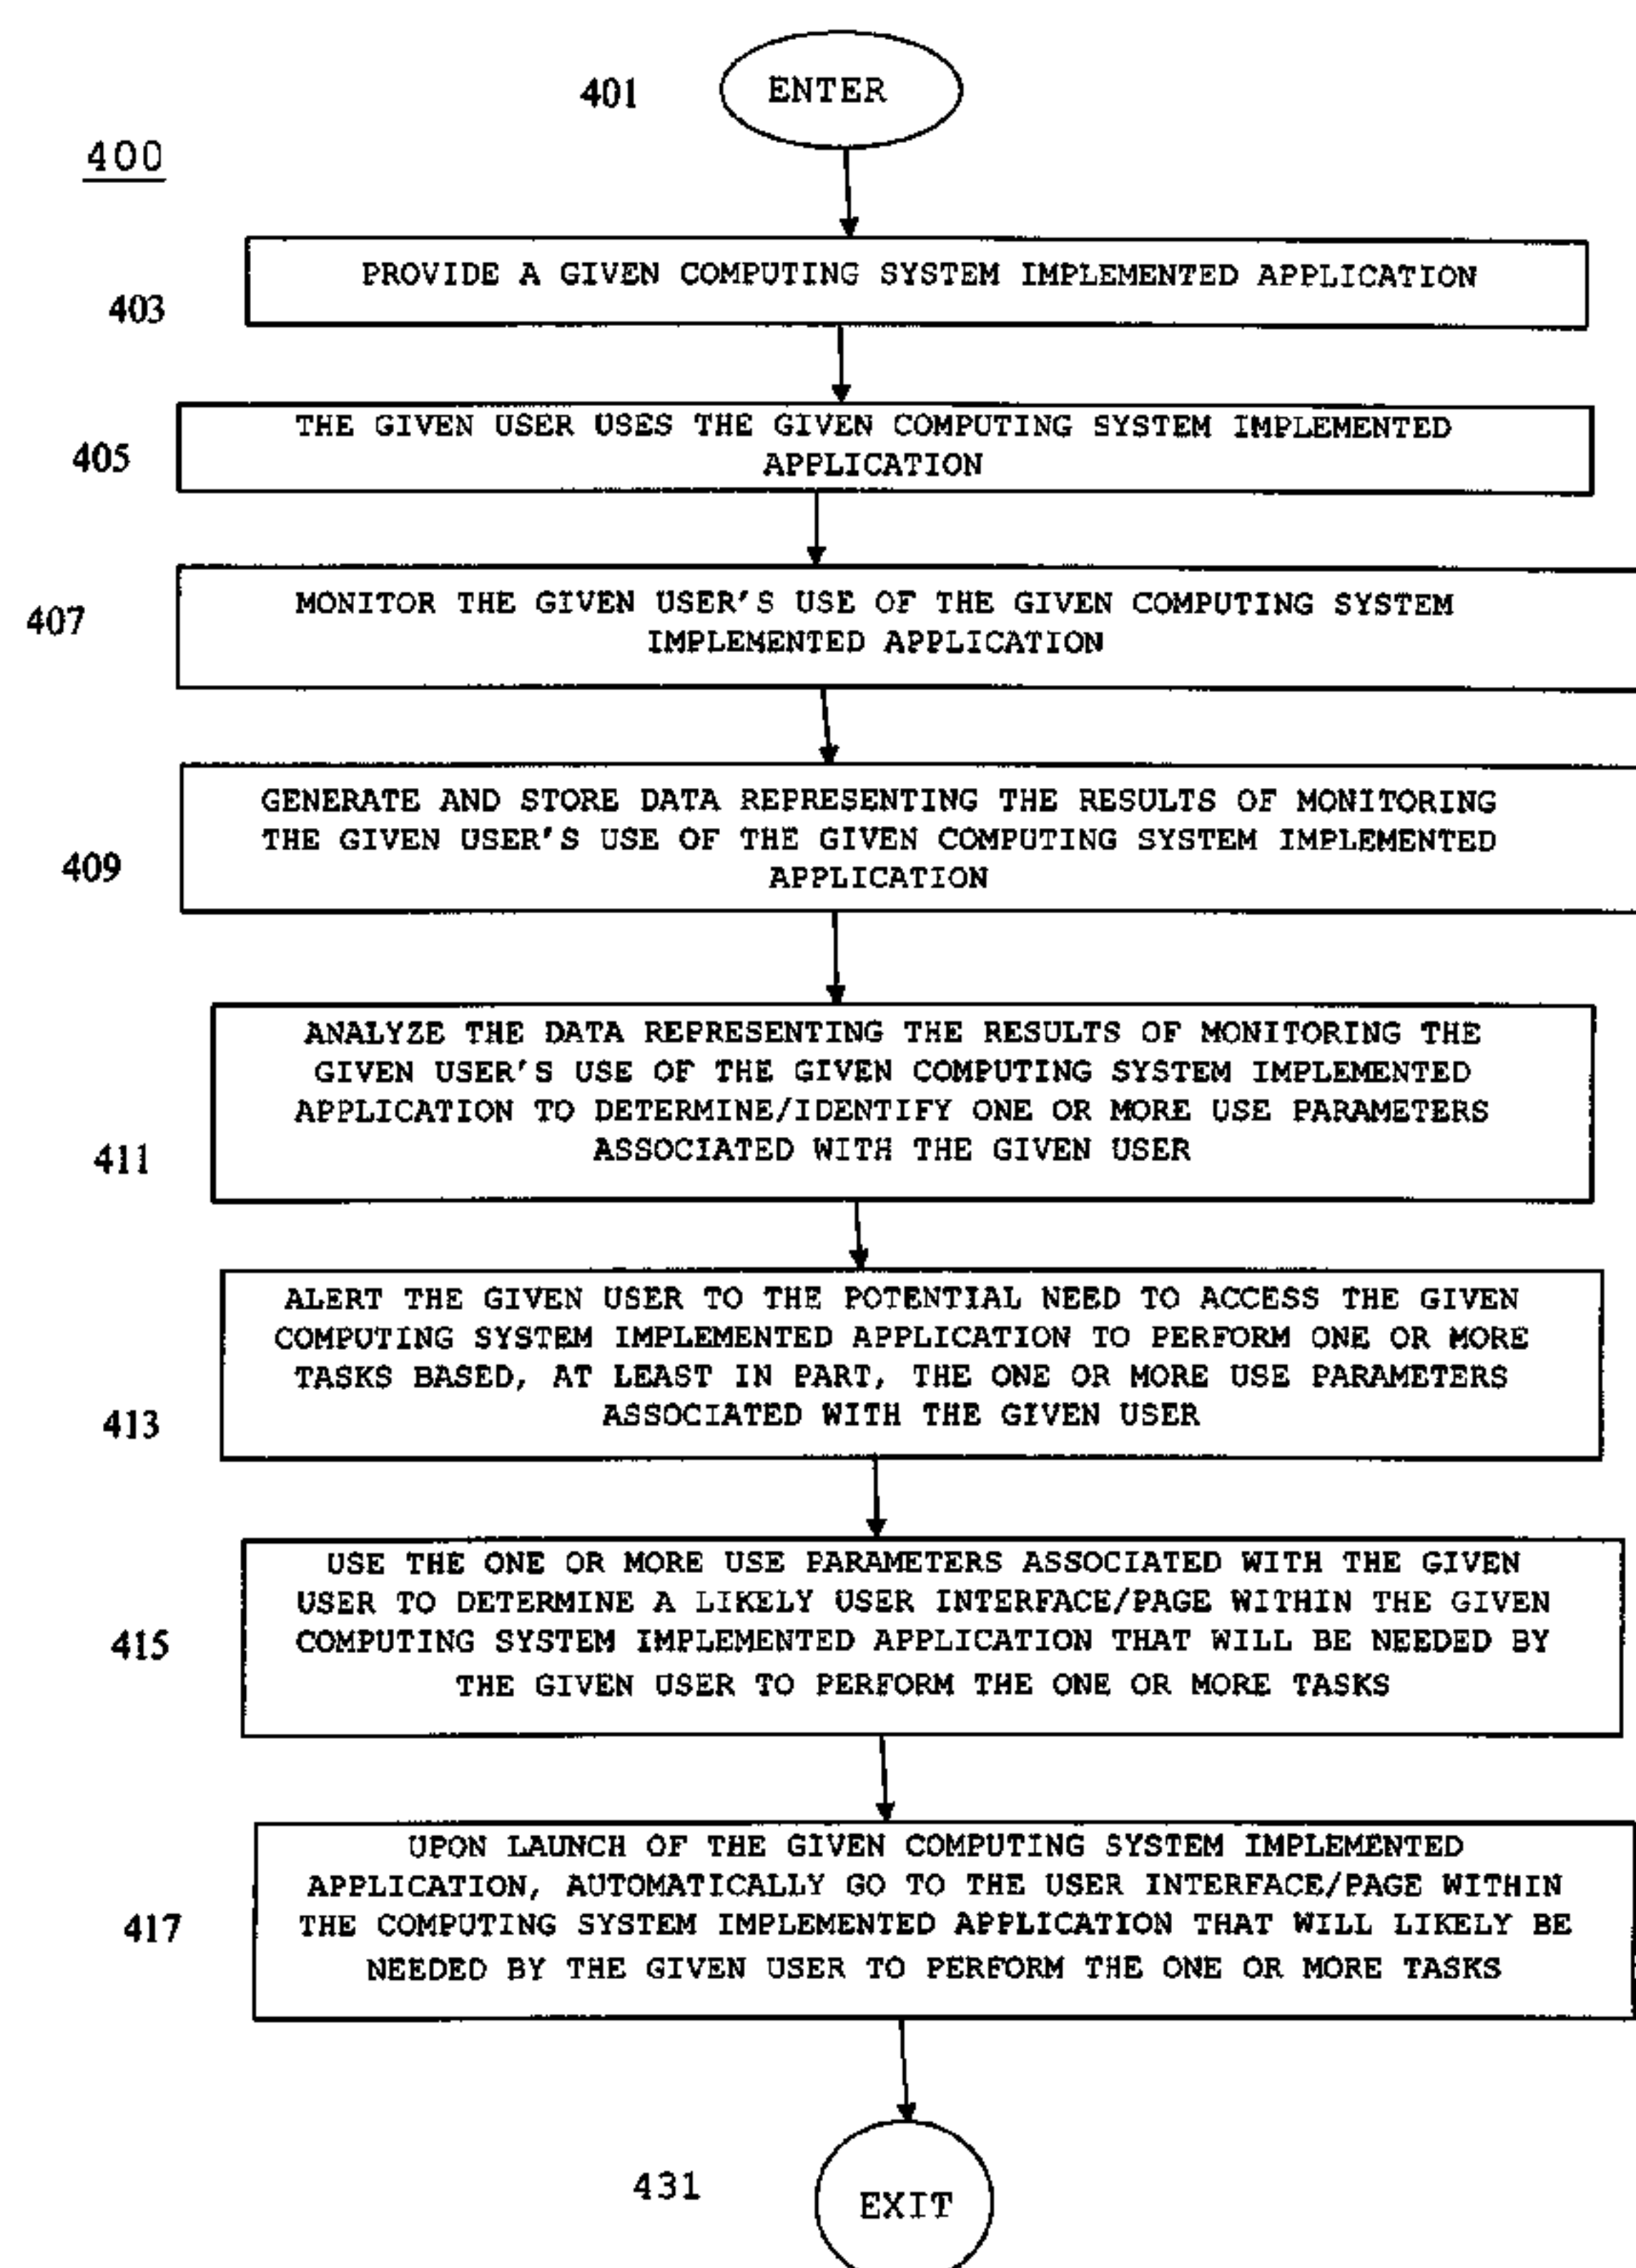 401
ENTER
400
PROVIDE A GIVEN COMPUTING SYSTEM IMPLEMENTED APPLICATION
403
THE GIVEN USER USES THE GIVEN COMPUTING SYSTEM IMPLEMENTED
APPLICATION
405
MONITOR THE GIVEN USER'S USE OF THE GIVEN COMPUTING SYSTEM
IMPLEMENTED APPLICATION
407
GENERATE AND STORE DATA REPRESENTING THE RESULTS OF MONITORING
THE GIVEN USER'S USE OF THE GIVEN COMPUTING SYSTEM IMPLEMENTED
APPLICATION
409
ANALYZE THE DATA REPRESENTING THE RESULTS OF MONITORING THE
GIVEN USER'S USE OF THE GIVEN COMPUTING SYSTEM IMPLEMENTED
APPLICATION TO DETERMINE/IDENTIFY ONE OR MORE USE PARAMETERS
ASSOCIATED WITH THE GIVEN USER
411
ALERT THE GIVEN USER TO THE POTENTIAL NEED TO ACCESS THE GIVEN
COMPUTING SYSTEM IMPLEMENTED APPLICATION TO PERFORM ONE OR MORE
TASKS BASED, AT LEAST IN PART, THE ONE OR MORE USE PARAMETERS
ASSOCIATED WITH THE GIVEN USER
413
USE THE ONE OR MORE USE PARAMETERS ASSOCIATED WITH THE GIVEN
USER TO DETERMINE A LIKELY USER INTERFACE/PAGE WITHIN THE GIVEN
COMPUTING SYSTEM IMPLEMENTED APPLICATION THAT WILL BE NEEDED BY
THE GIVEN USER TO PERFORM THE ONE OR MORE TASKS
415
UPON LAUNCH OF THE GIVEN COMPUTING SYSTEM IMPLEMENTED
APPLICATION, AUTOMATICALLY GO TO THE USER INTERFACE/PAGE WITHIN
THE COMPUTING SYSTEM IMPLEMENTED APPLICATION THAT WILL LIKELY BE
NEEDED BY THE GIVEN USER TO PERFORM THE ONE OR MORE TASKS
417
431
EXIT